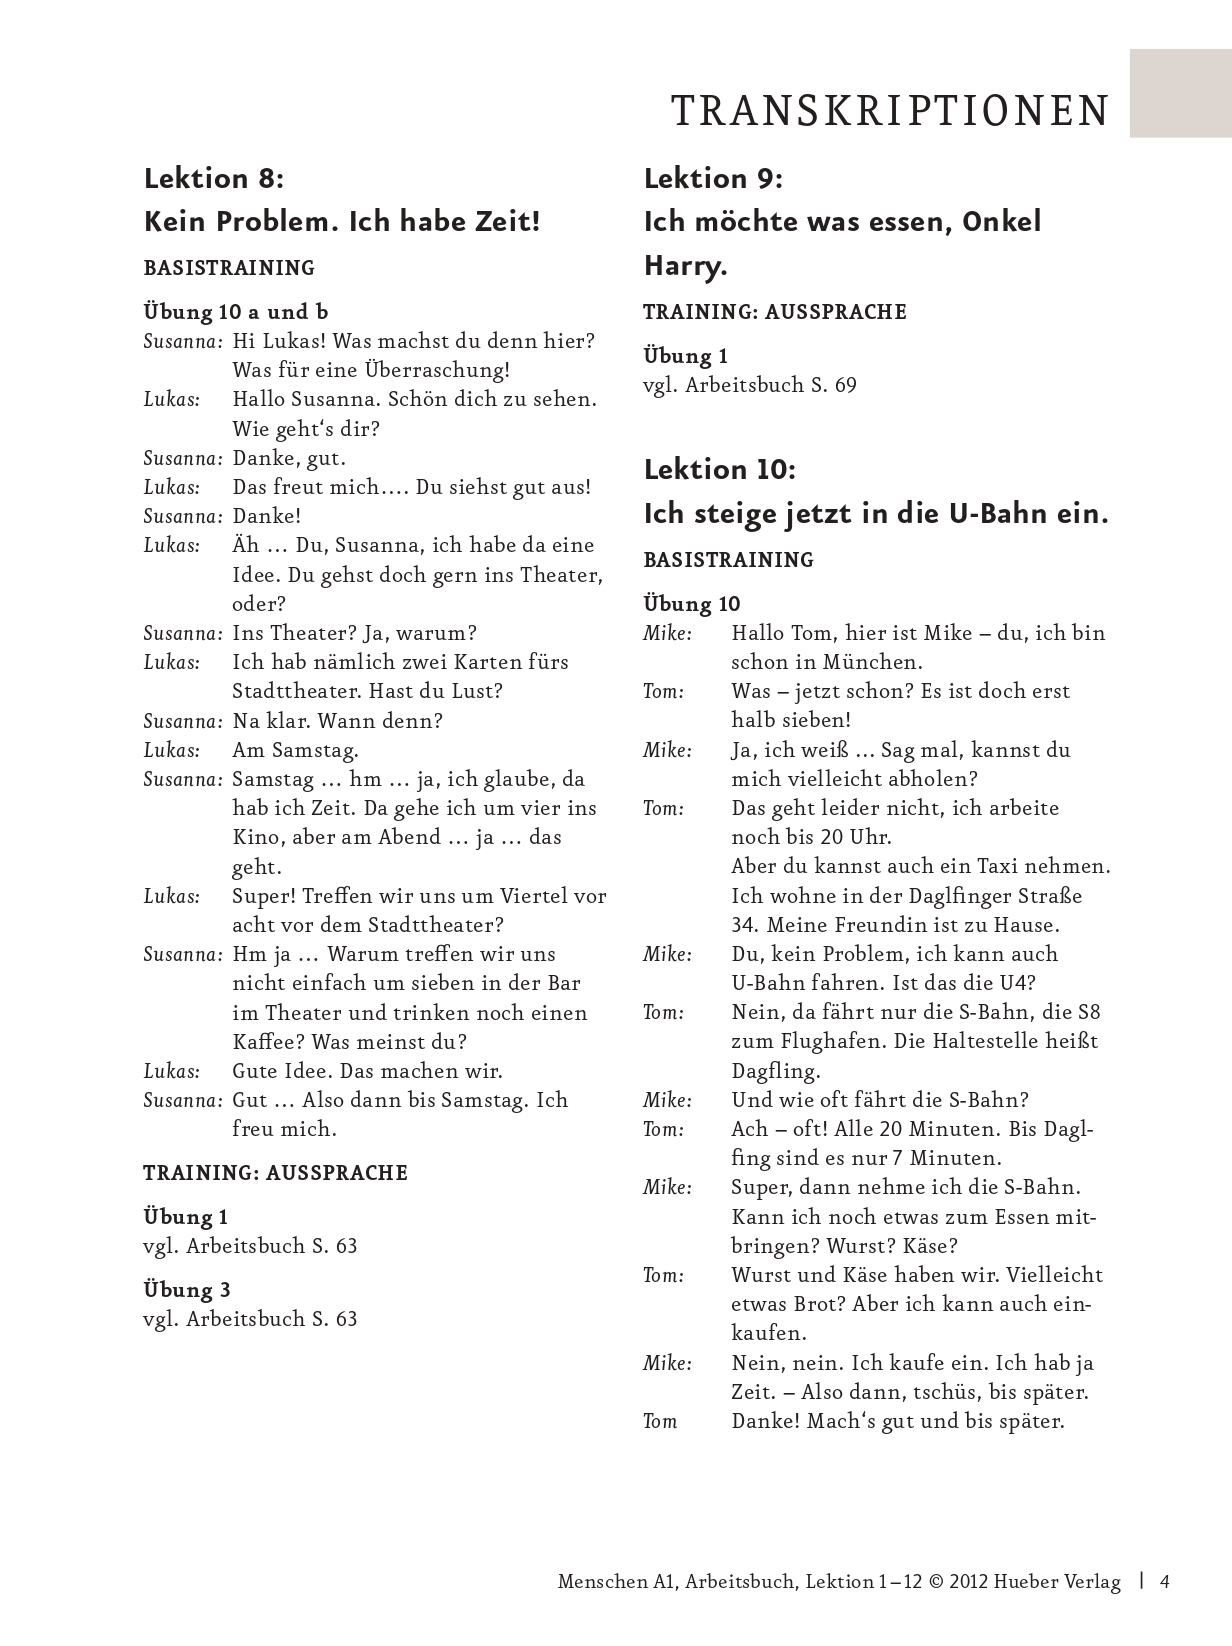 TRANSKRIPTIONEN
Lektion 8:
Kein Problem. Ich habe Zeit!
BASISTRAINING
Übung 10 a und b
Susanna: Hi Lukas! Was machst du denn hier?
Was für eine Überraschung!
Lukas: Hallo Susanna. Schön dich zu sehen.
Wie geht‘s dir?
Susanna: Danke, gut.
Lukas: Das freut mich…. Du siehst gut aus!
Susanna: Danke!
Lukas: Äh … Du, Susanna, ich habe da eine
Idee. Du gehst doch gern ins Theater,
oder?
Susanna: Ins Theater? Ja, warum?
Lukas: Ich hab nämlich zwei Karten fürs
Stadttheater. Hast du Lust?
Susanna: Na klar. Wann denn?
Lukas: Am Samstag.
Susanna: Samstag … hm … ja, ich glaube, da
hab ich Zeit. Da gehe ich um vier ins
Kino, aber am Abend … ja … das
geht.
Lukas: Super! Treffen wir uns um Viertel vor
acht vor dem Stadttheater?
Susanna: Hm ja … Warum treffen wir uns
nicht einfach um sieben in der Bar
im Theater und trinken noch einen
Kaffee? Was meinst du?
Lukas: Gute Idee. Das machen wir.
Susanna: Gut … Also dann bis Samstag. Ich
freu mich.
TRAINING: AUSSPRACHE
Übung 1
vgl. Arbeitsbuch S. 63
Übung 3
vgl. Arbeitsbuch S. 63
Lektion 9:
Ich möchte was essen, Onkel
Harry.
TRAINING: AUSSPRACHE
Übung 1
vgl. Arbeitsbuch S. 69
Lektion 10:
Ich steige jetzt in die U-Bahn ein.
BASISTRAINING
Übung 10
Mike: Hallo Tom, hier ist Mike – du, ich bin
schon in München.
Tom: Was – jetzt schon? Es ist doch erst
halb sieben!
Mike: Ja, ich weiß … Sag mal, kannst du
mich vielleicht abholen?
Tom: Das geht leider nicht, ich arbeite
noch bis 20 Uhr.
Aber du kannst auch ein Taxi nehmen.
Ich wohne in der Daglfinger Straße
34. Meine Freundin ist zu Hause.
Mike: Du, kein Problem, ich kann auch
U-Bahn fahren. Ist das die U4?
Tom: Nein, da fährt nur die S-Bahn, die S8
zum Flughafen. Die Haltestelle heißt
Dagfling.
Mike: Und wie oft fährt die S-Bahn?
Tom: Ach – oft! Alle 20 Minuten. Bis Dagl-
fing sind es nur 7 Minuten.
Mike: Super, dann nehme ich die S-Bahn.
Kann ich noch etwas zum Essen mit-
bringen? Wurst? Käse?
Tom: Wurst und Käse haben wir. Vielleicht
etwas Brot? Aber ich kann auch ein-
kaufen.
Mike: Nein, nein. Ich kaufe ein. Ich hab ja
Zeit. – Also dann, tschüs, bis später.
Tom Danke! Mach‘s gut und bis später.
Menschen A1, Arbeitsbuch, Lektion 1–12 © 2012 Hueber Verlag | 4